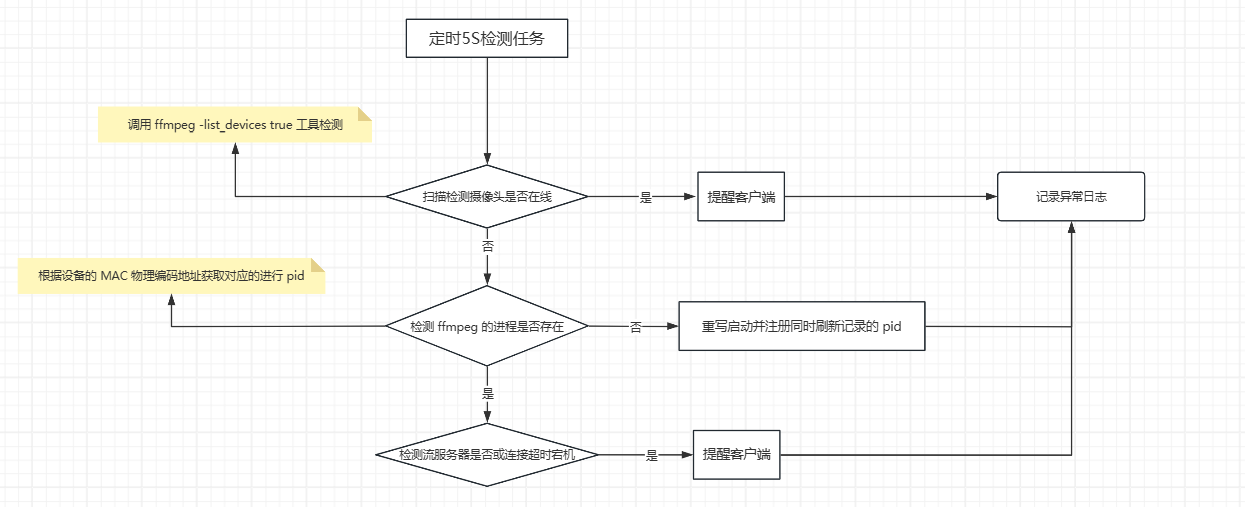 定时5S检测任务
调用 ffmpeg -list_devices true 工具检测
扫描检测摄像头是否在线
是
提醒客户端
记录异常日志
否
根据设备的 MAC 物理编码地址获取对应的进行 pid
检测 ffmpeg 的进程是否存在
否
重写启动并注册同时刷新记录的 pid
是
检测流服务器是否或连接超时宕机
是
提醒客户端